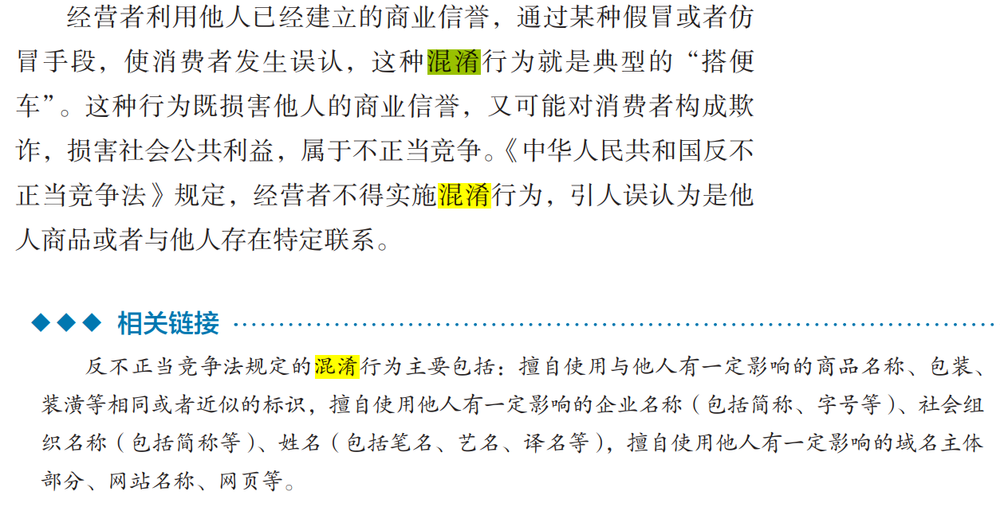 经营者利用他人已经建立的商业信誉，通过某种假冒或者仿
冒手段，使消费者发生误认，这种混淆行为就是典型的“搭便
车”。这种行为既损害他人的商业信誉，又可能对消费者构成欺
诈，损害社会公共利益，属于不正当竞争。《中华人民共和国反不
正当竞争法》规定，经营者不得实施混淆行为，引人误认为是他
人商品或者与他人存在特定联系。
相关链接
反不正当竞争法规定的混淆行为主要包括：擅自使用与他人有一定影响的商品名称、包装、
装潢等相同或者近似的标识，擅自使用他人有一定影响的企业名称（包括简称、字号等）、社会组
织名称（包括简称等）、姓名（包括笔名、艺名、译名等），擅自使用他人有一定影响的域名主体
部分、网站名称、网页等。